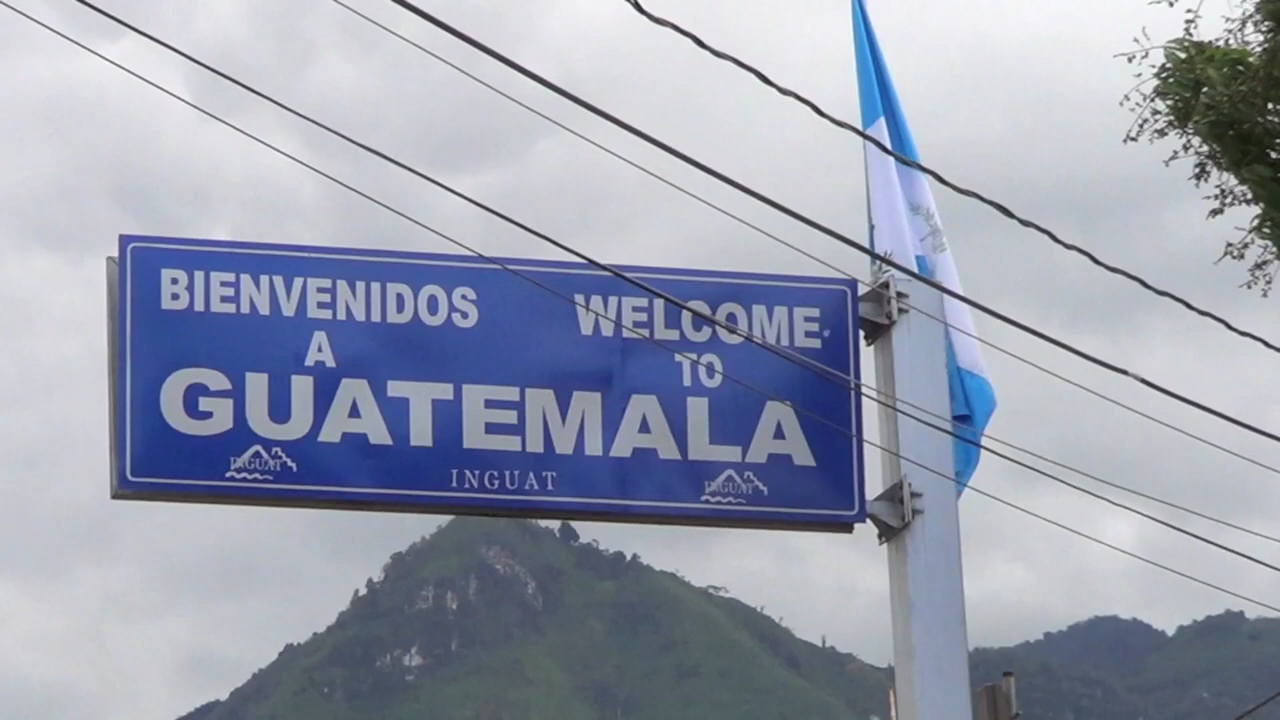 BIENVENIDOS
A
WELCOME
TO
GUATEMALA
INGUAT
INGUAT
INGUAT